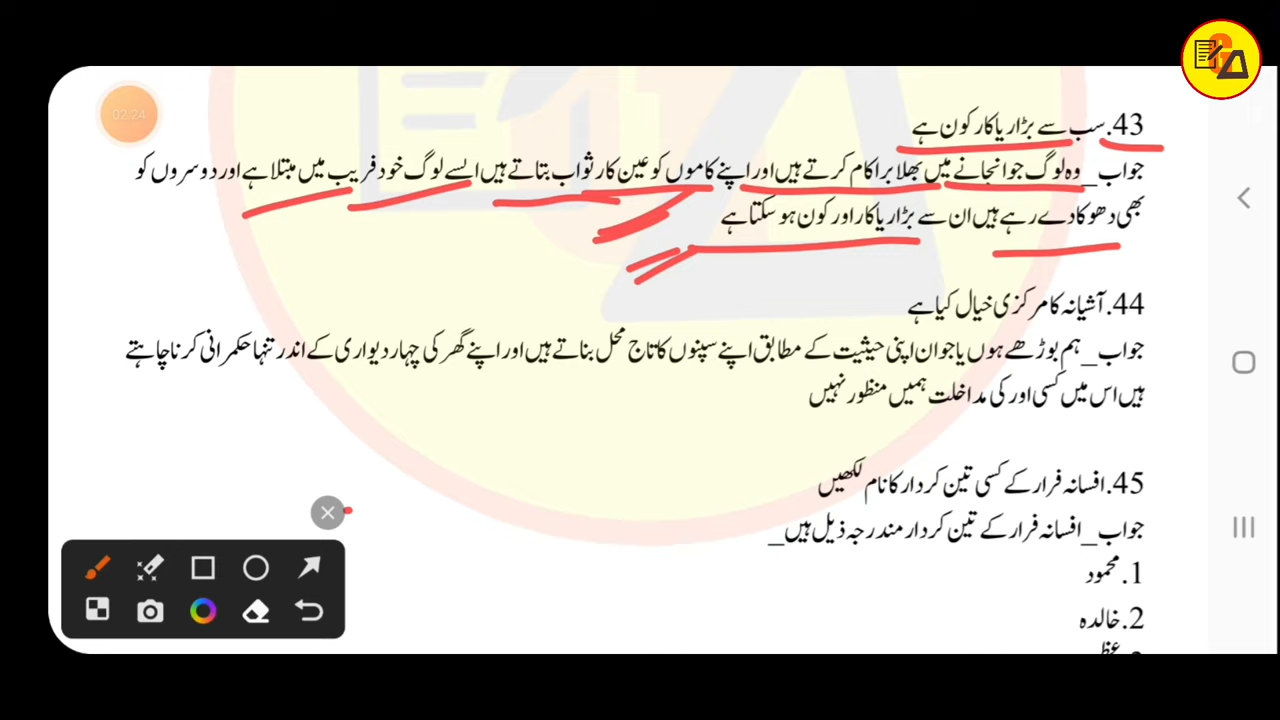 02:24
43. سب سے بڑا ریاکار کون ہے
جواب_ وہ لوگ جو انجانے میں بھلا برا کام کرتے ہیں اور اپنے کاموں کو عین کار ثواب بتاتے ہیں ایسے لوگ خود فریب میں مبتلا ہے اور دوسروں کو
بھی دھوکا دے رہے ہیں ان سے بڑا ریاکار اور کون ہو سکتا ہے
44. آشیانہ کا مرکزی خیال کیا ہے
جواب_ ہم بوڑھے ہوں یا جوان اپنی حیثیت کے مطابق اپنے سپنوں کا تاج محل بناتے ہیں اور اپنے گھر کی چہار دیواری کے اندر تنہا حکمرانی کرنا چاہتے
ہیں اس میں کسی اور کی مداخلت ہمیں منظور نہیں
45. افسانہ فرار کے کسی تین کردار کا نام لکھیں
جواب_ افسانہ فرار کے تین کردار مندرجہ ذیل ہیں_
1. محمود
2. خالدہ